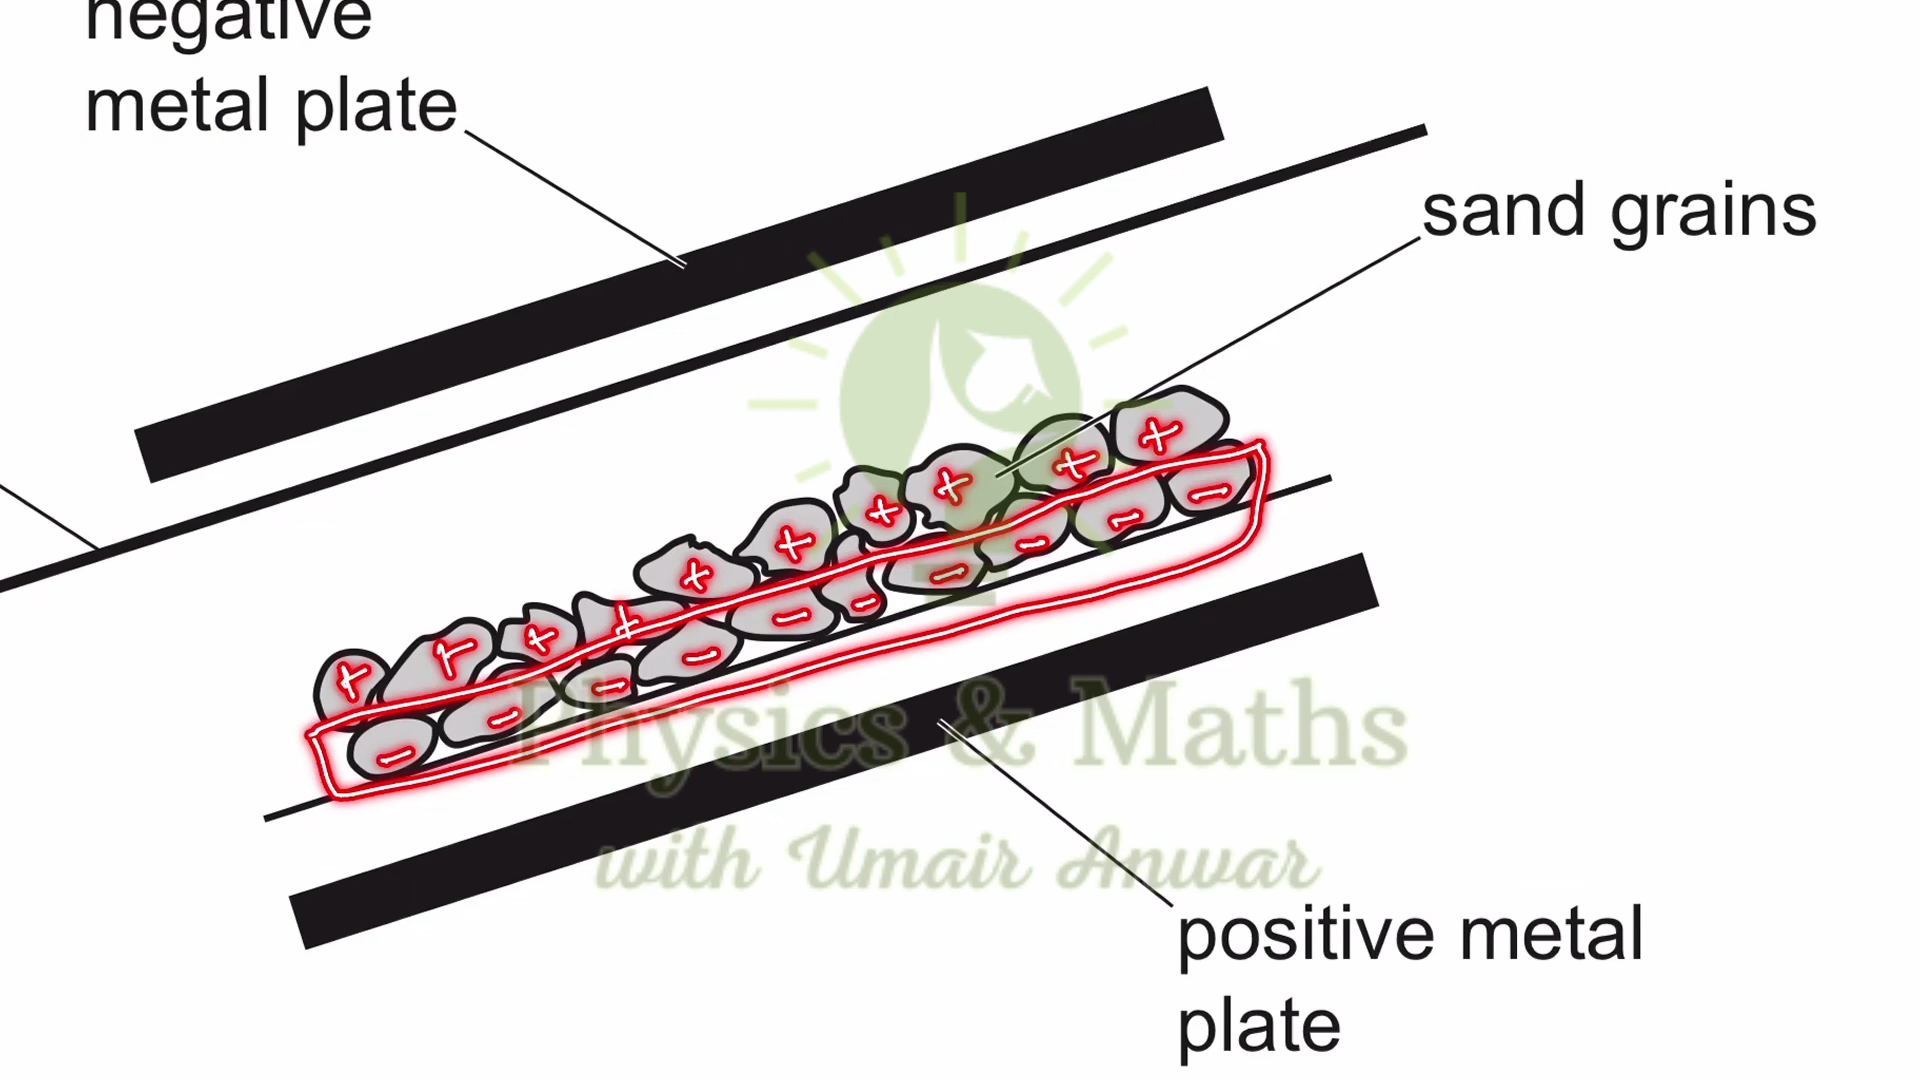 negative
metal plate
sand grains
+ + + + + + + + + +
- - - - - - - - - -
Physics & Maths
with Umair Anwar
positive metal
plate